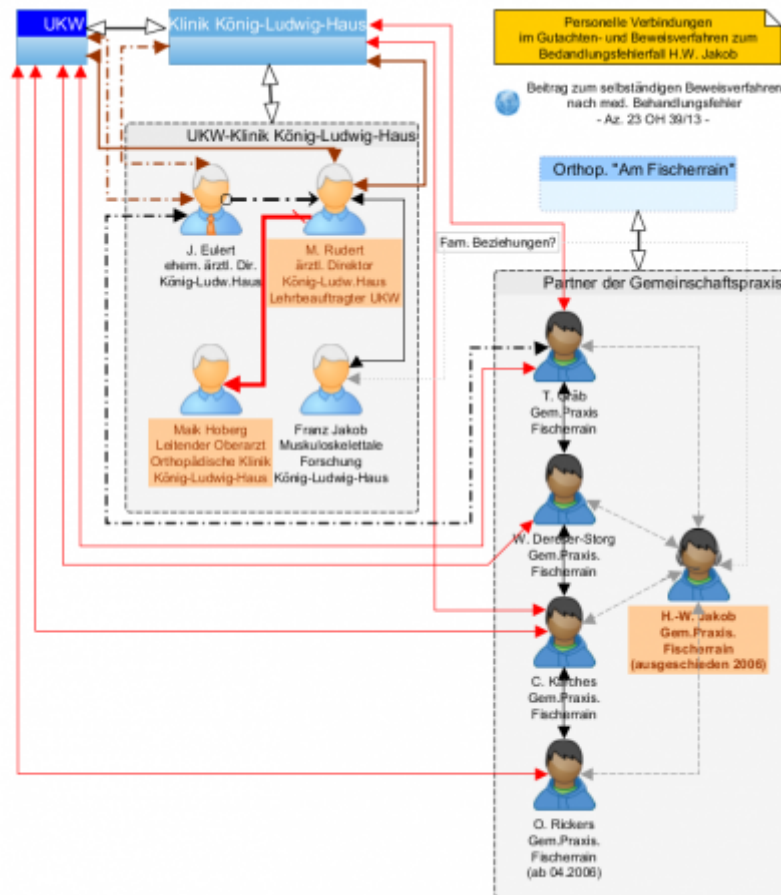 UKW
Klinik König-Ludwig-Haus
Personelle Verbindungen
im Gutachten- und Beweisverfahren zum
Bedandlungsfehlerfall H.W. Jakob
Beitrag zum selbständigen Beweisverfahren
nach med. Behandlungsfehler
- Az. 23 OH 39/13 -
UKW-Klinik König-Ludwig-Haus
Orthop. "Am Fischerrain"
J. Eulert
ehem. ärztl. Dir.
König-Ludw.Haus
M. Rudert
ärztl. Direktor
König-Ludw.Haus
Lehrbeauftragter UKW
Fam. Beziehungen?
Partner der Gemeinschaftspraxis
Maik Hoberg
Leitender Oberarzt
Orthopädische Klinik
König-Ludwig-Haus
Franz Jakob
Muskuloskelettale
Forschung
König-Ludwig-Haus
T. Gräb
Gem.Praxis
Fischerrain
W. Dereser-Storg
Gem.Praxis.
Fischerrain
H.-W. Jakob
Gem.Praxis.
Fischerrain
(ausgeschieden 2006)
C. Karches
Gem.Praxis.
Fischerrain
O. Rickers
Gem.Praxis.
Fischerrain
(ab 04.2006)